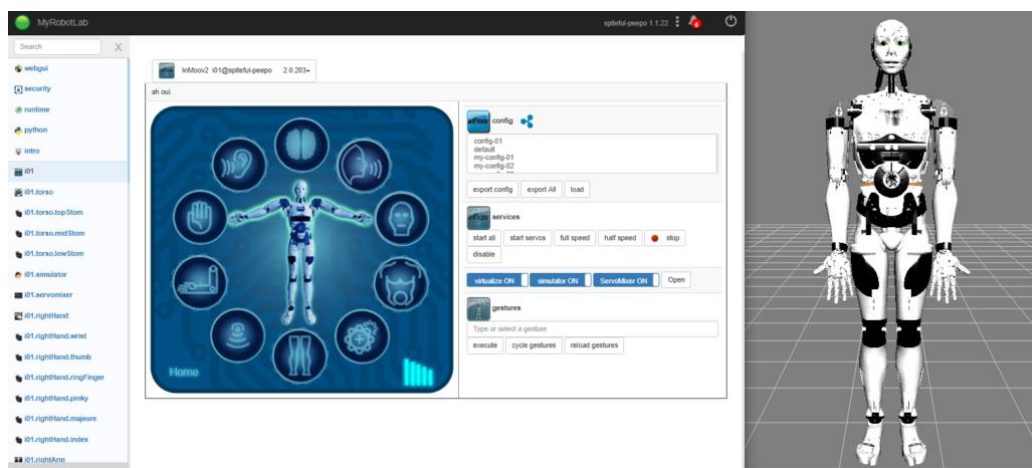 MyRobotLab
spiteful-peepo 1.1.22
Search
X
webgui
security
runtime
python
intro
i01
i01.torso
i01.torso.topStom
i01.torso.midStom
i01.torso.lowStom
i01.simulator
i01.servomixer
i01.rightHand
i01.rightHand.wrist
i01.rightHand.thumb
i01.rightHand.ringFinger
i01.rightHand.pinky
i01.rightHand.majeure
i01.rightHand.index
i01.rightArm
InMoov2 i01@spiteful-peepo 2.0.203
ah oui.
Home
config
config-01
default
my-config-01
my-config-02
export config export All load
services
start all start servos full speed half speed stop
disable
virtualize ON simulator ON ServoMixer ON Open
gestures
Type or select a gesture
execute cycle gestures reload gestures